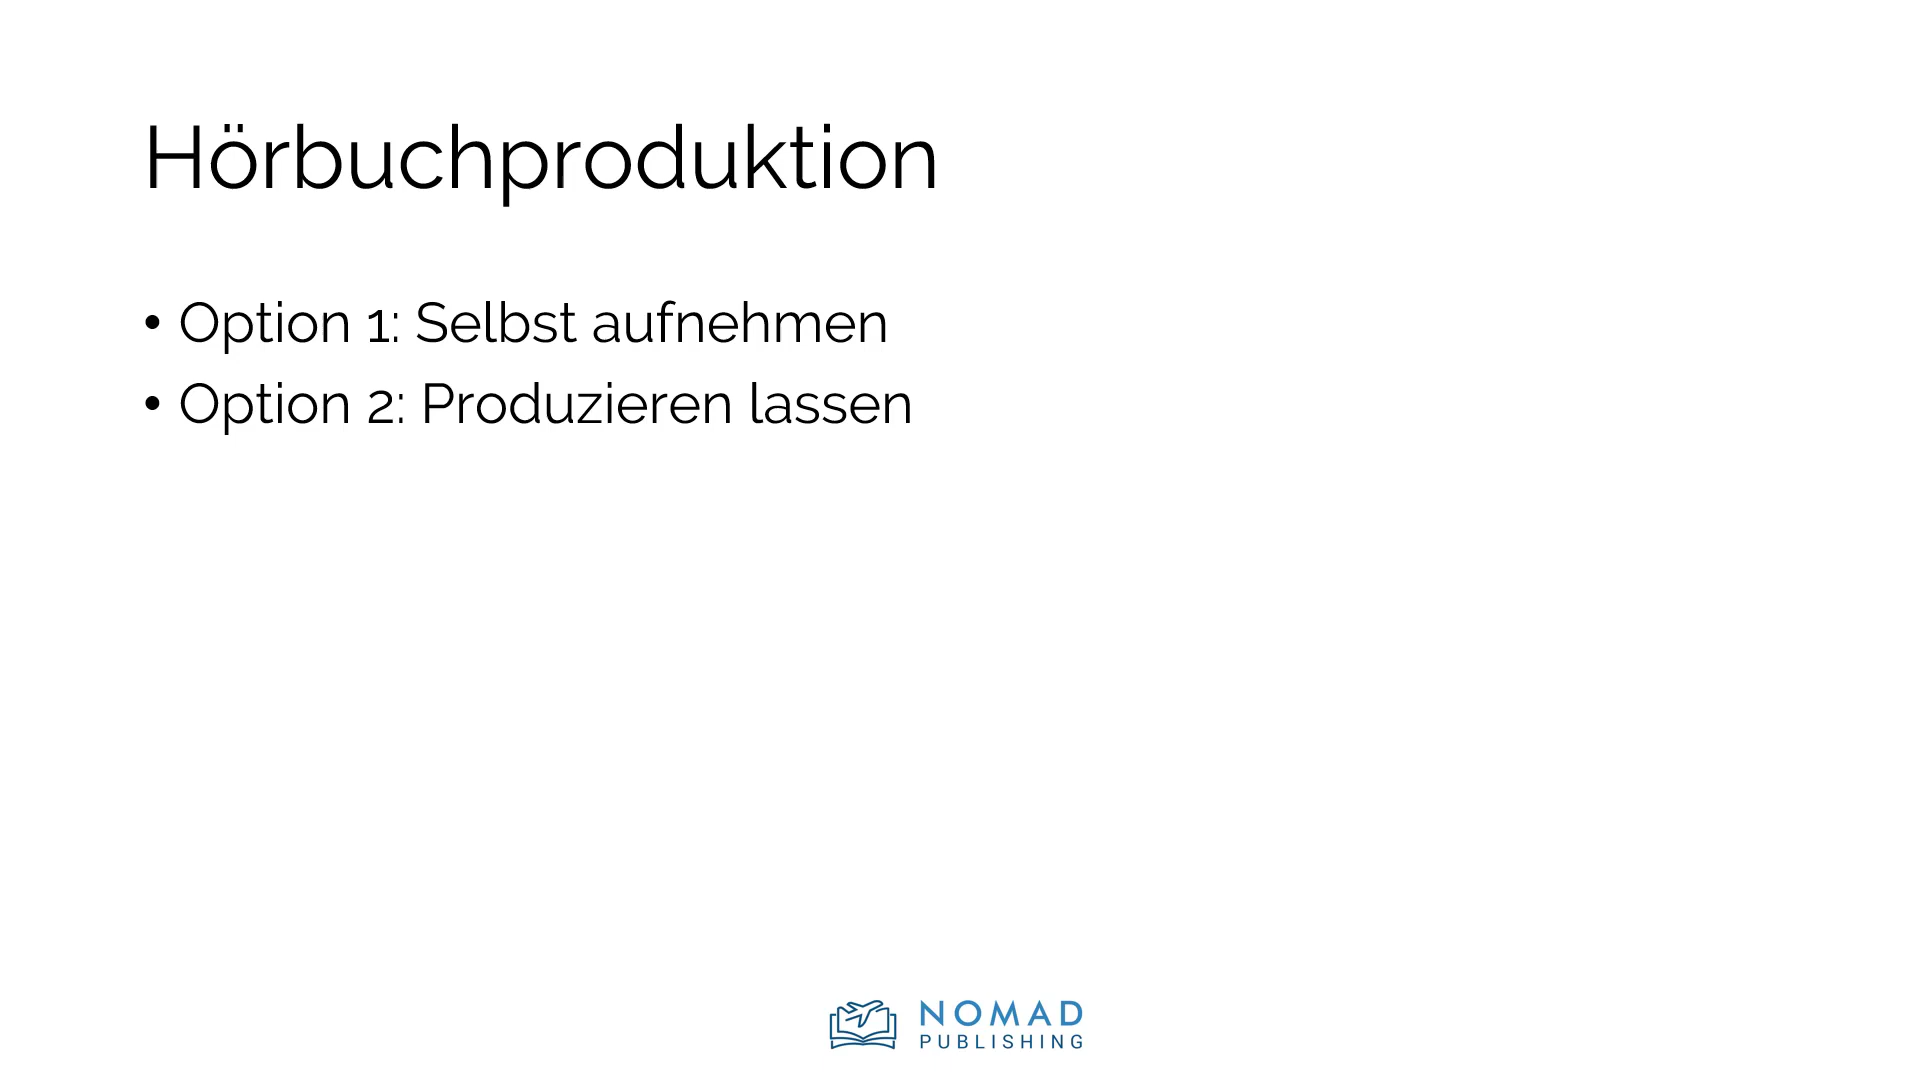 Hörbuchproduktion
• Option 1: Selbst aufnehmen
• Option 2: Produzieren lassen
NOMAD
PUBLISHING